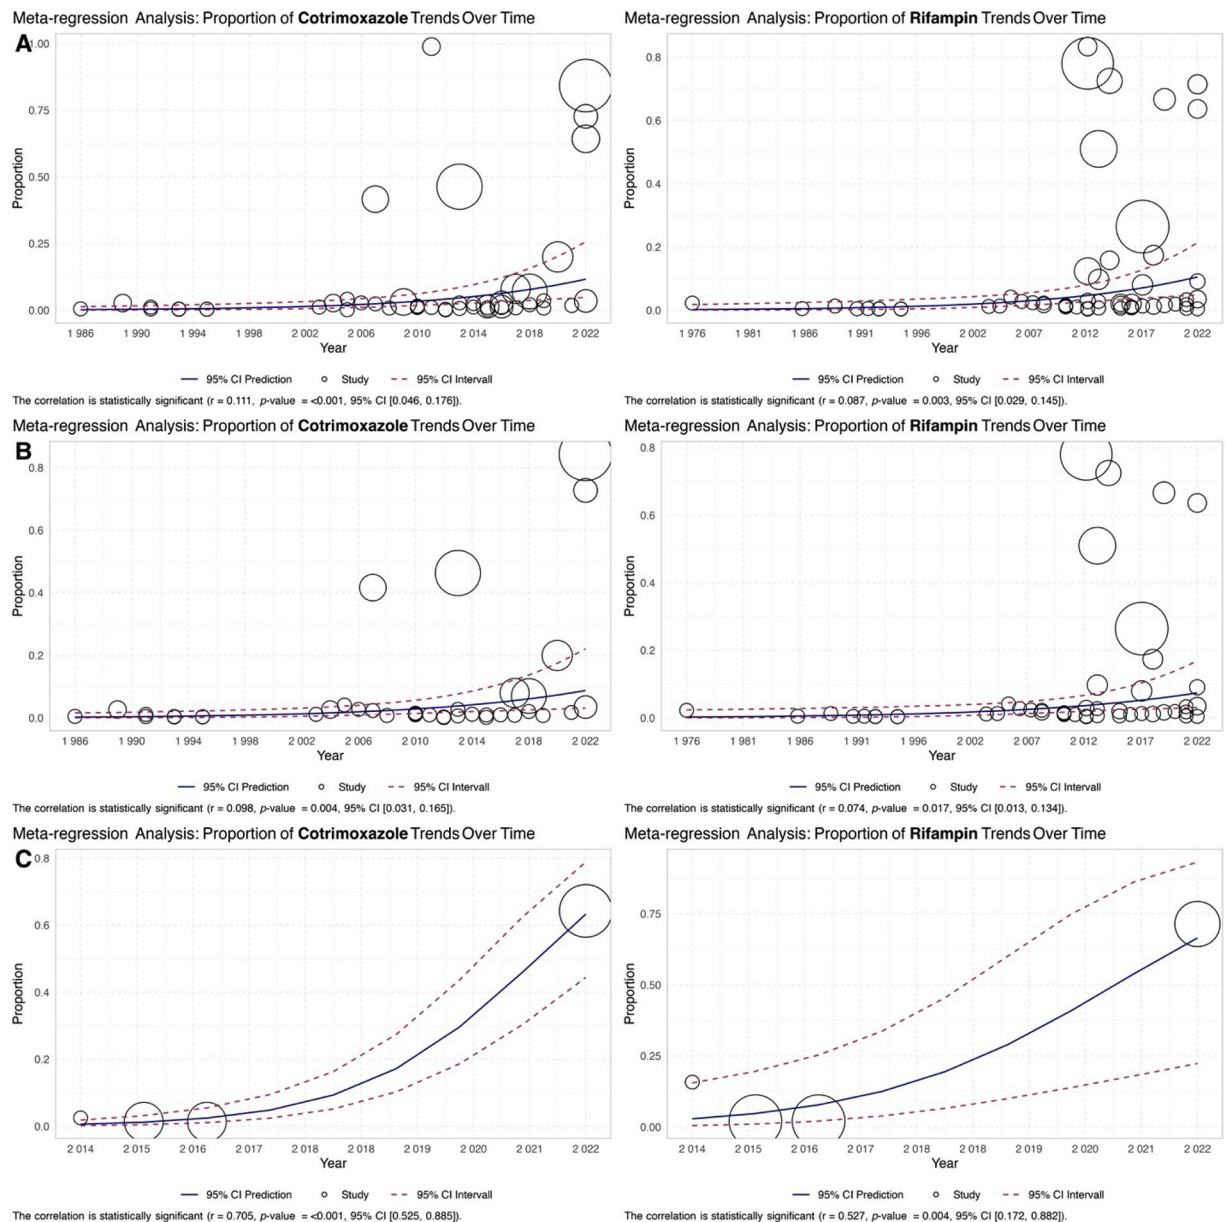 Meta-regression Analysis: Proportion of Cotrimoxazole Trends Over Time
A
1.00
0.75
0.50
0.25
0.00
Proportion
1 986 1 990 1 994 1 998 2 002 2 006 2 010 2 014 2 018 2 022
Year
95% CI Prediction Study 95% CI Intervall
The correlation is statistically significant (r = 0.111, p-value = <0.001, 95% CI [0.046, 0.176]).
Meta-regression Analysis: Proportion of Rifampin Trends Over Time
0.8
0.6
0.4
0.2
0.0
Proportion
1 976 1 981 1 986 1 991 1 996 2 002 2 007 2 012 2 017 2 022
Year
95% CI Prediction Study 95% CI Intervall
The correlation is statistically significant (r = 0.087, p-value = 0.003, 95% CI [0.029, 0.145]).
Meta-regression Analysis: Proportion of Cotrimoxazole Trends Over Time
B
0.8
0.6
0.4
0.2
0.0
Proportion
1 986 1 990 1 994 1 998 2 002 2 006 2 010 2 014 2 018 2 022
Year
95% CI Prediction Study 95% CI Intervall
The correlation is statistically significant (r = 0.098, p-value = 0.004, 95% CI [0.031, 0.165]).
Meta-regression Analysis: Proportion of Rifampin Trends Over Time
0.8
0.6
0.4
0.2
0.0
Proportion
1 976 1 981 1 986 1 991 1 996 2 002 2 007 2 012 2 017 2 022
Year
95% CI Prediction Study 95% CI Intervall
The correlation is statistically significant (r = 0.074, p-value = 0.017, 95% CI [0.013, 0.134]).
Meta-regression Analysis: Proportion of Cotrimoxazole Trends Over Time
C
0.8
0.6
0.4
0.2
0.0
Proportion
2 014 2 015 2 016 2 017 2 018 2 019 2 020 2 021 2 022
Year
95% CI Prediction Study 95% CI Intervall
The correlation is statistically significant (r = 0.705, p-value = <0.001, 95% CI [0.525, 0.885]).
Meta-regression Analysis: Proportion of Rifampin Trends Over Time
0.75
0.50
0.25
0.00
Proportion
2 014 2 015 2 016 2 017 2 018 2 019 2 020 2 021 2 022
Year
95% CI Prediction Study 95% CI Intervall
The correlation is statistically significant (r = 0.527, p-value = 0.004, 95% CI [0.172, 0.882]).